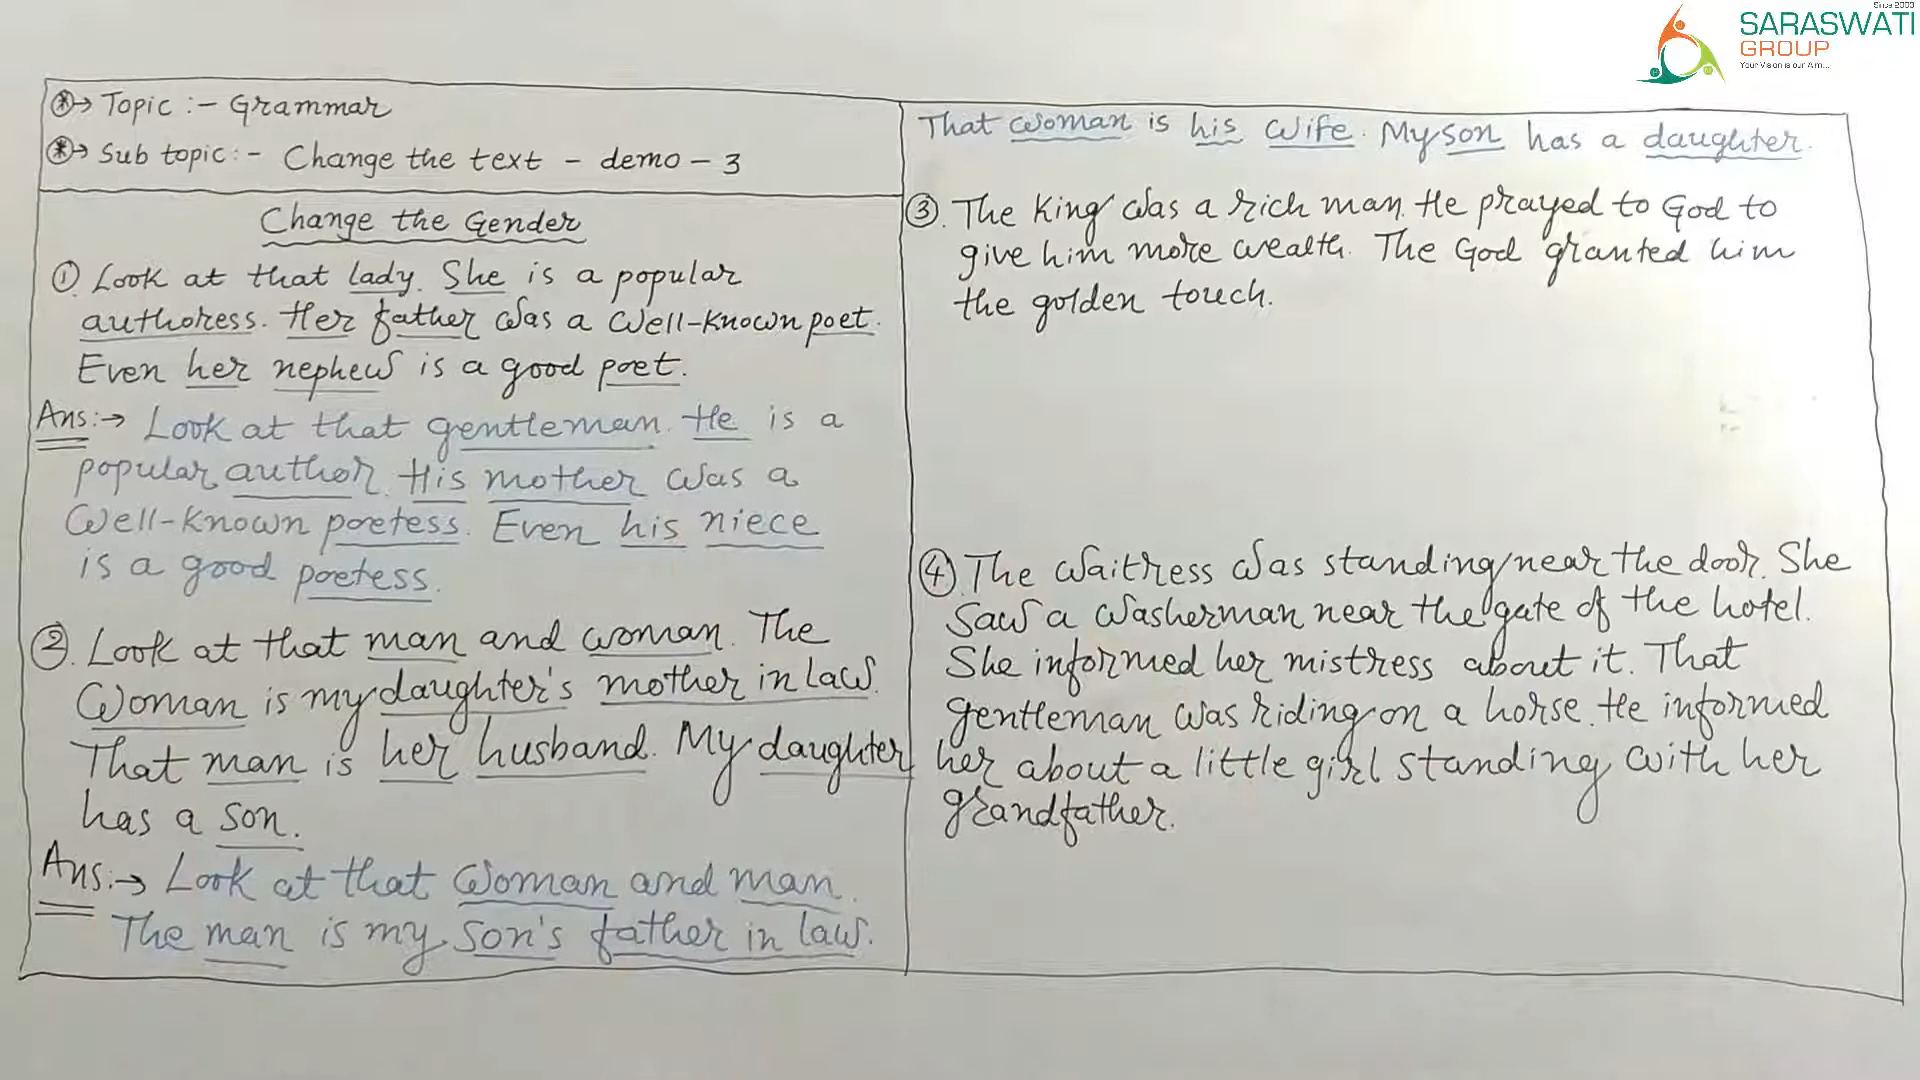 Since 2000
SARASWATI
GROUP
Your Vision is our Aim...
→ Topic :- Grammar
→ Sub topic :- Change the text - demo - 3
Change the Gender
①. Look at that lady. She is a popular
authoress. Her father was a well-known poet.
Even her nephew is a good poet.
Ans:→ Look at that gentleman. He is a
popular author. His mother was a
well-known poetess. Even his niece
is a good poetess.
②. Look at that man and woman. The
woman is my daughter's mother in law.
That man is her husband. My daughter
has a son.
Ans:→ Look at that woman and man.
The man is my son's father in law.
That woman is his wife. My son has a daughter.
③. The King was a rich man. He prayed to God to
give him more wealth. The God granted him
the golden touch.
④. The waitress was standing near the door. She
saw a washerman near the gate of the hotel.
She informed her mistress about it. That
gentleman was riding on a horse. He informed
her about a little girl standing with her
grandfather.